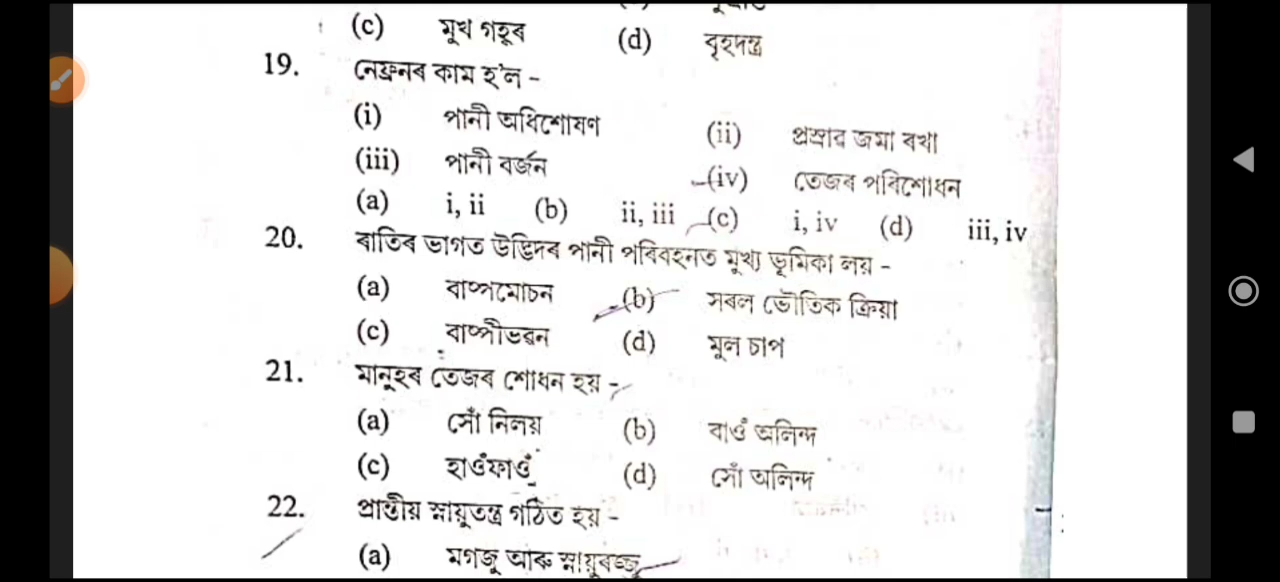 (c) মুখ গহ্বৰ (d) বৃহদন্ত্ৰ
19. নেফ্ৰনৰ কাম হ'ল -
(i) পানী অধিশোষণ (ii) প্ৰস্ৰাৱ জমা ৰখা
(iii) পানী বৰ্জন (iv) তেজৰ পৰিশোধন
(a) i, ii (b) ii, iii (c) i, iv (d) iii, iv
20. ৰাতিৰ ভাগত উদ্ভিদৰ পানী পৰিবহনত মুখ্য ভূমিকা লয় -
(a) বাষ্পমোচন (b) সৰল ভৌতিক ক্ৰিয়া
(c) বাষ্পীভৱন (d) মূল চাপ
21. মানুহৰ তেজৰ শোধন হয় -
(a) সোঁ নিলয় (b) বাওঁ অলিন্দ
(c) হাওঁফাওঁ (d) সোঁ অলিন্দ
22. প্ৰান্তীয় স্নায়ুতন্ত্ৰ গঠিত হয় -
(a) মগজু আৰু স্নায়ুৰজ্জু